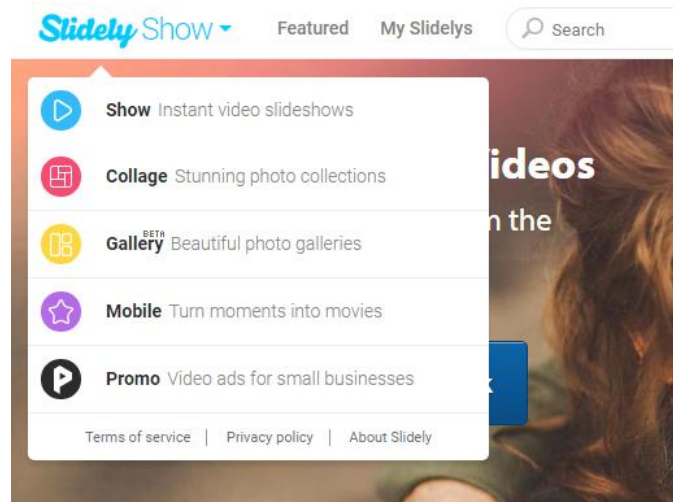 Slidely Show Featured My Slidelys Search
Show Instant video slideshows
Collage Stunning photo collections
Gallery BETA Beautiful photo galleries
Mobile Turn moments into movies
Promo Video ads for small businesses
Terms of service | Privacy policy | About Slidely
the